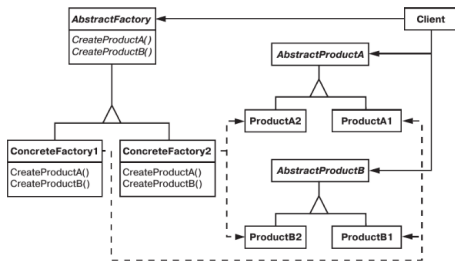 AbstractFactory
CreateProductA()
CreateProductB()
Client
AbstractProductA
ProductA2
ProductA1
ConcreteFactory1
CreateProductA()
CreateProductB()
ConcreteFactory2
CreateProductA()
CreateProductB()
AbstractProductB
ProductB2
ProductB1